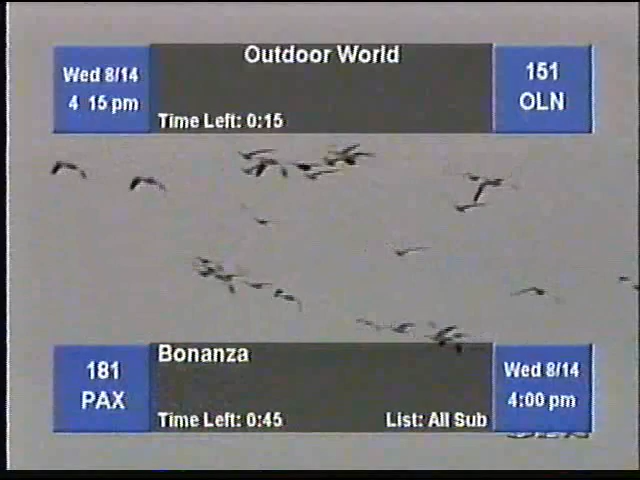 Outdoor World
Wed 8/14
4 15 pm
Time Left: 0:15
151
OLN
181
PAX
Bonanza
Time Left: 0:45
List: All Sub
Wed 8/14
4:00 pm